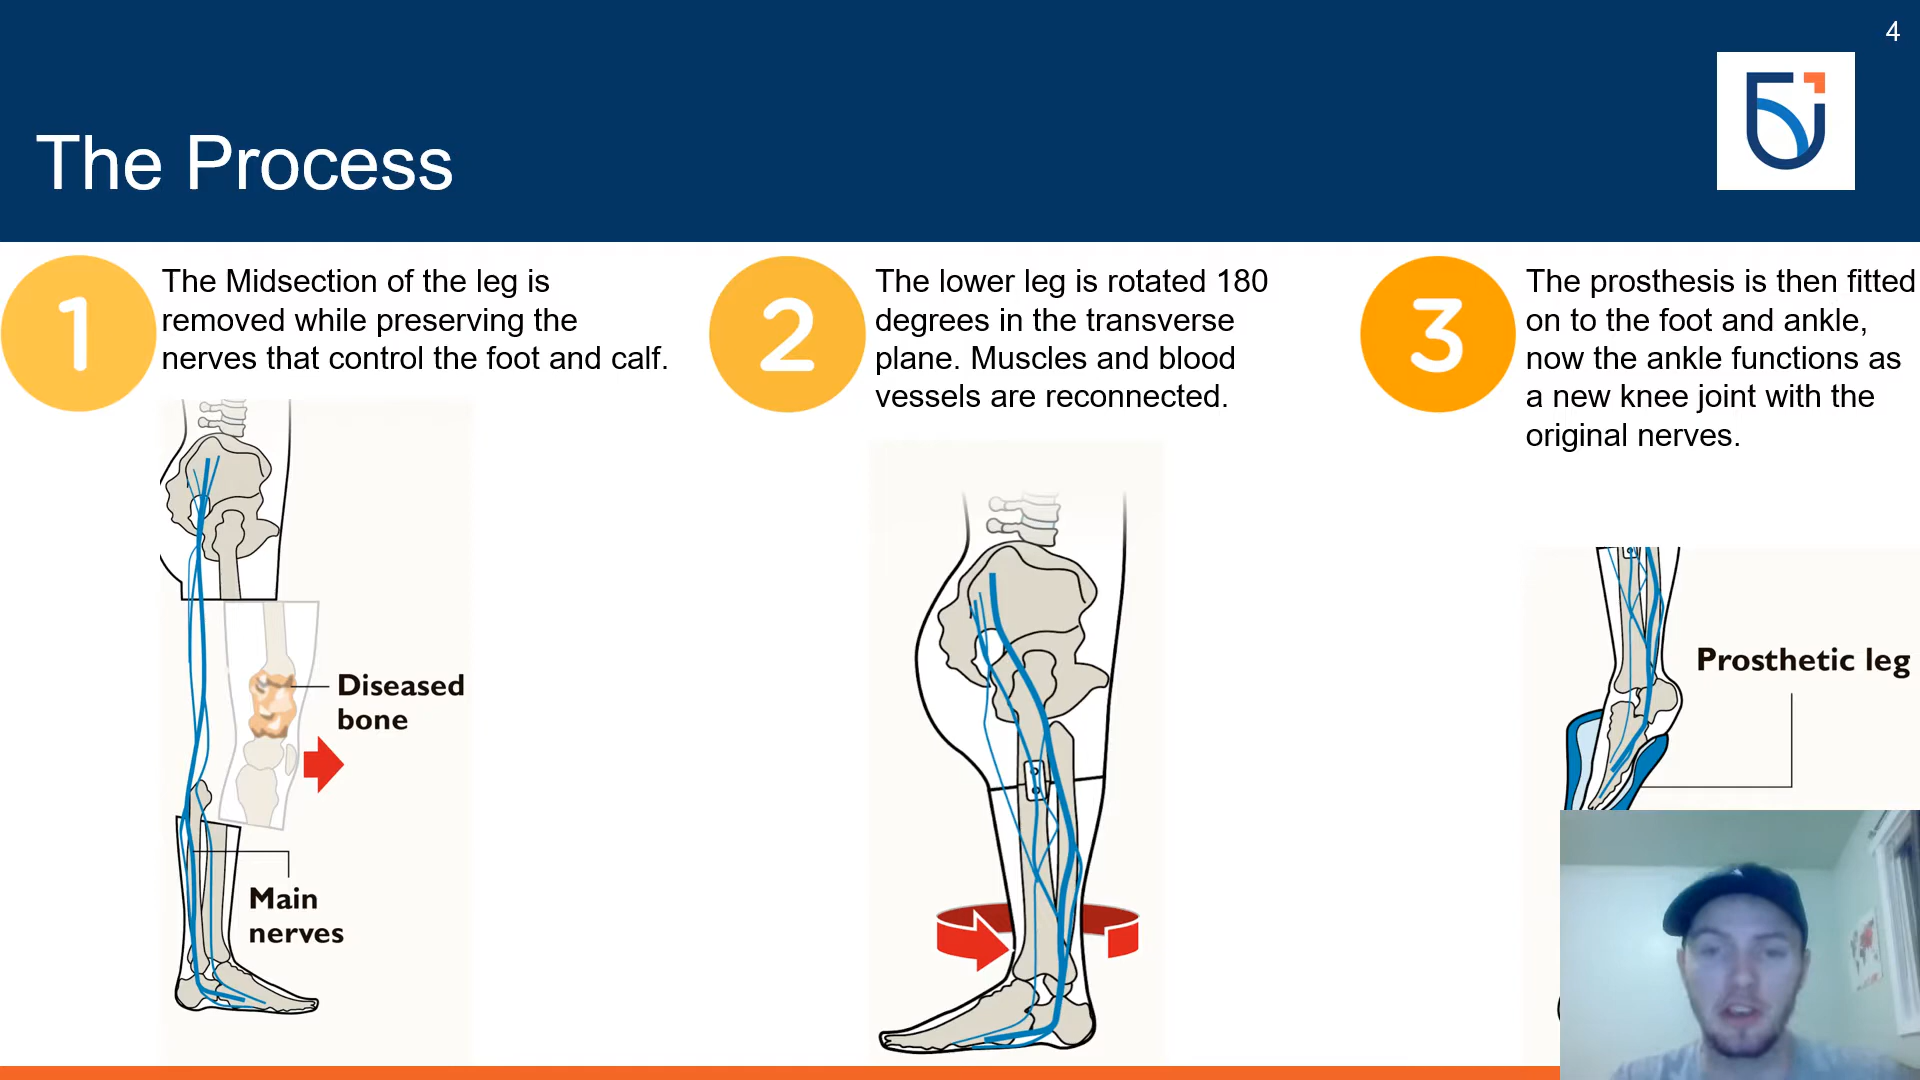 4
The Process
1
The Midsection of the leg is
removed while preserving the
nerves that control the foot and calf.
Diseased
bone
Main
nerves
2
The lower leg is rotated 180
degrees in the transverse
plane. Muscles and blood
vessels are reconnected.
3
The prosthesis is then fitted
on to the foot and ankle,
now the ankle functions as
a new knee joint with the
original nerves.
Prosthetic leg